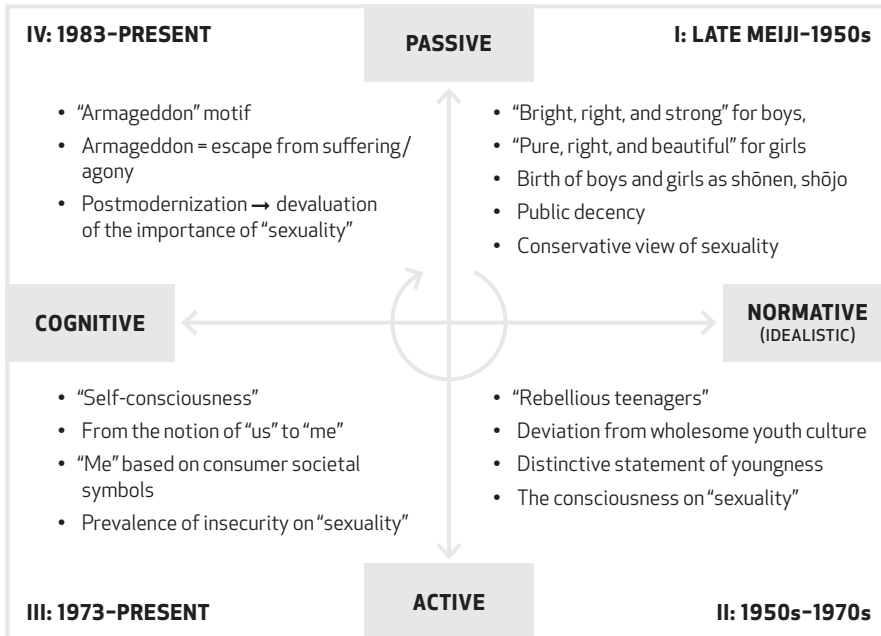 IV: 1983–PRESENT
PASSIVE
I: LATE MEIJI–1950s
• “Armageddon” motif
• Armageddon = escape from suffering/
agony
• Postmodernization → devaluation
of the importance of “sexuality”
• “Bright, right, and strong” for boys,
• “Pure, right, and beautiful” for girls
• Birth of boys and girls as shōnen, shōjo
• Public decency
• Conservative view of sexuality
COGNITIVE
NORMATIVE
(IDEALISTIC)
• “Self-consciousness”
• From the notion of “us” to “me”
• “Me” based on consumer societal
symbols
• Prevalence of insecurity on “sexuality”
• “Rebellious teenagers”
• Deviation from wholesome youth culture
• Distinctive statement of youngness
• The consciousness on “sexuality”
III: 1973–PRESENT
ACTIVE
II: 1950s–1970s